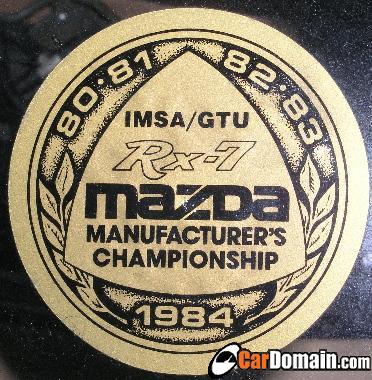 80·81 82·83
IMSA/GTU
Rx-7
mazda
MANUFACTURER'S
CHAMPIONSHIP
1984
CarDomain.com